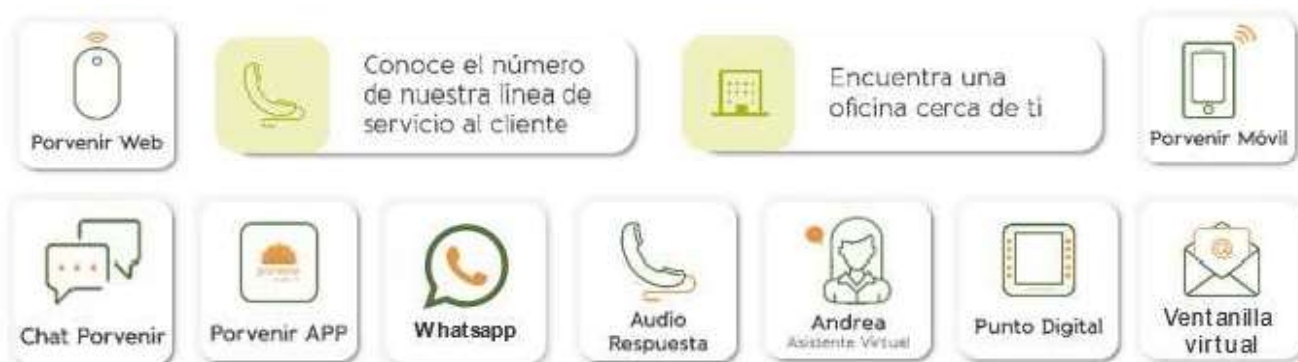 Porvenir Web
Conoce el número
de nuestra línea de
servicio al cliente
Encuentra una
oficina cerca de ti
Porvenir Móvil
Chat Porvenir
Porvenir APP
Whatsapp
Audio
Respuesta
Andrea
Asistente Virtual
Punto Digital
Ventanilla
virtual